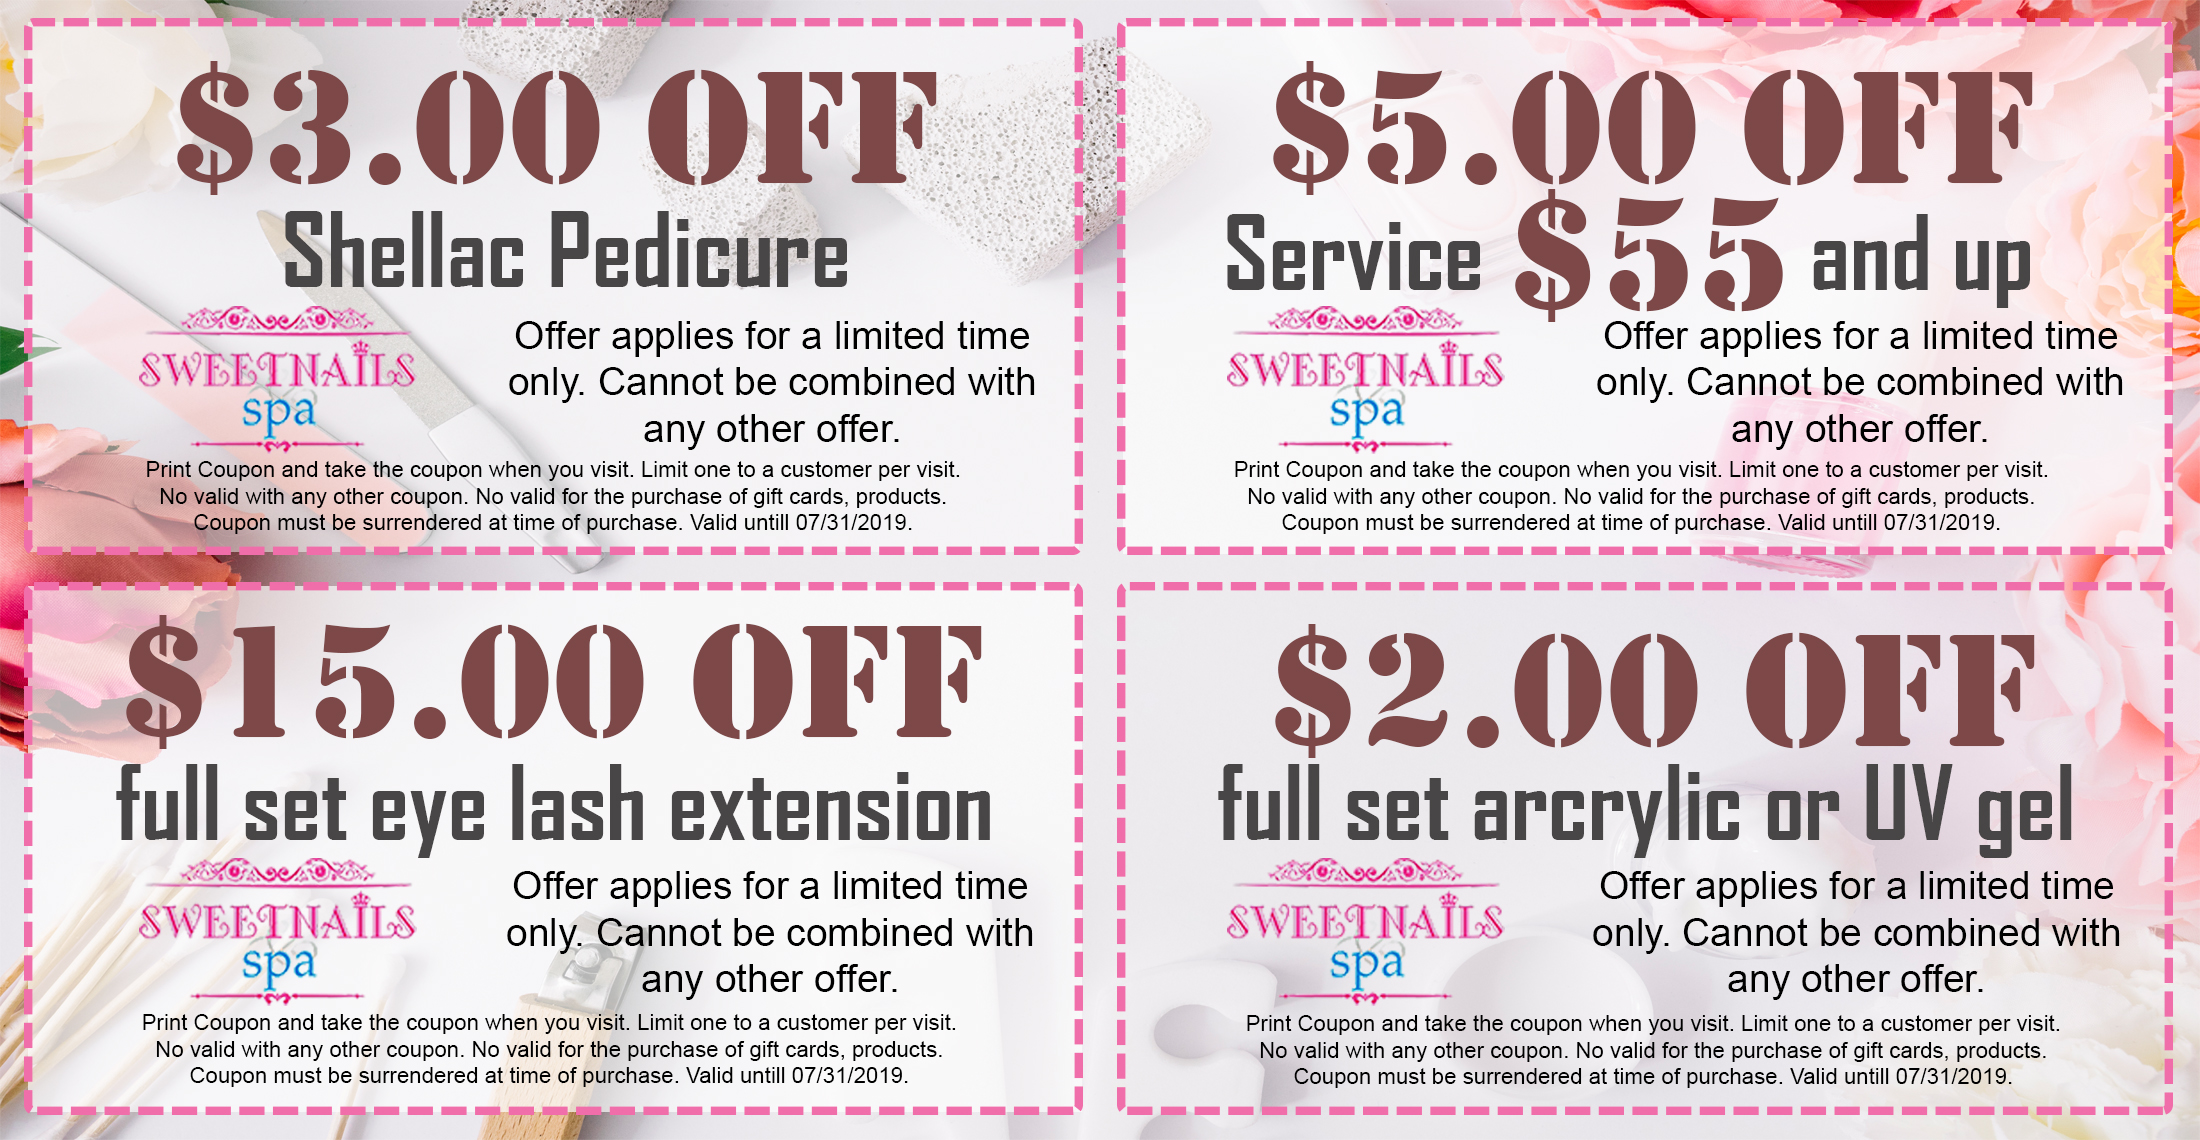 $3.00 OFF
Shellac Pedicure
SWEETNAILS
spa
Offer applies for a limited time
only. Cannot be combined with
any other offer.
Print Coupon and take the coupon when you visit. Limit one to a customer per visit.
No valid with any other coupon. No valid for the purchase of gift cards, products.
Coupon must be surrendered at time of purchase. Valid untill 07/31/2019.
$5.00 OFF
Service $55 and up
SWEETNAILS
spa
Offer applies for a limited time
only. Cannot be combined with
any other offer.
Print Coupon and take the coupon when you visit. Limit one to a customer per visit.
No valid with any other coupon. No valid for the purchase of gift cards, products.
Coupon must be surrendered at time of purchase. Valid untill 07/31/2019.
$15.00 OFF
full set eye lash extension
SWEETNAILS
spa
Offer applies for a limited time
only. Cannot be combined with
any other offer.
Print Coupon and take the coupon when you visit. Limit one to a customer per visit.
No valid with any other coupon. No valid for the purchase of gift cards, products.
Coupon must be surrendered at time of purchase. Valid untill 07/31/2019.
$2.00 OFF
full set arcrylic or UV gel
SWEETNAILS
spa
Offer applies for a limited time
only. Cannot be combined with
any other offer.
Print Coupon and take the coupon when you visit. Limit one to a customer per visit.
No valid with any other coupon. No valid for the purchase of gift cards, products.
Coupon must be surrendered at time of purchase. Valid untill 07/31/2019.